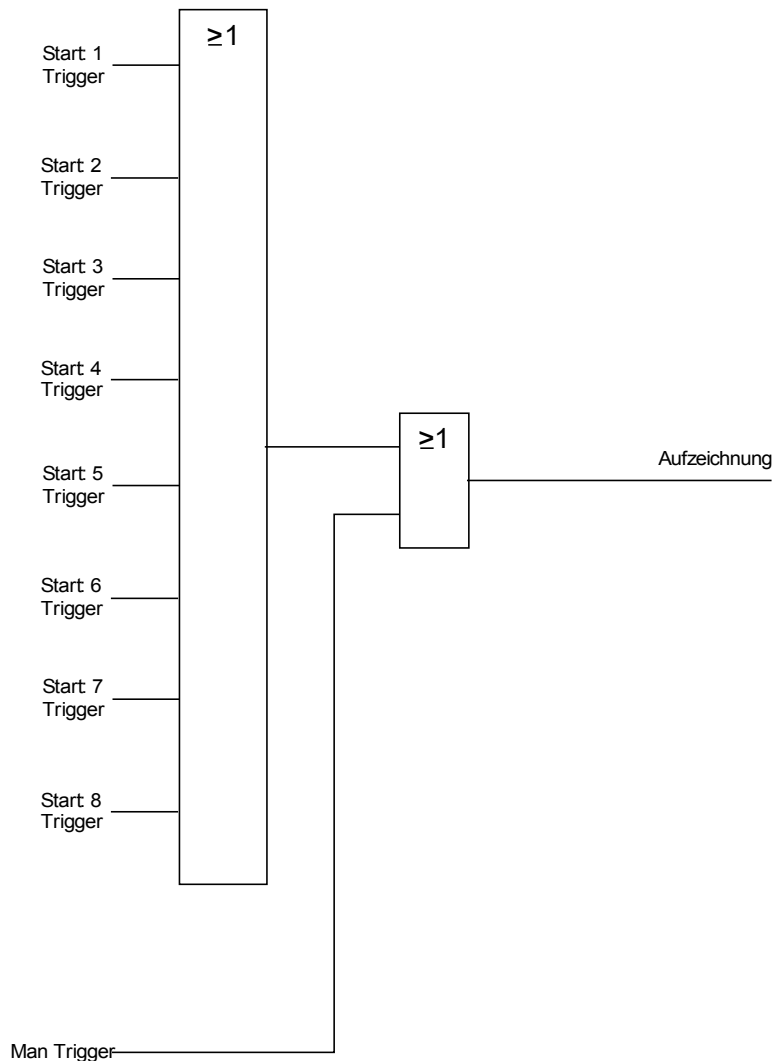 ≥1
Start 1
Trigger
Start 2
Trigger
Start 3
Trigger
Start 4
Trigger
≥1
Aufzeichnung
Start 5
Trigger
Start 6
Trigger
Start 7
Trigger
Start 8
Trigger
Man Trigger